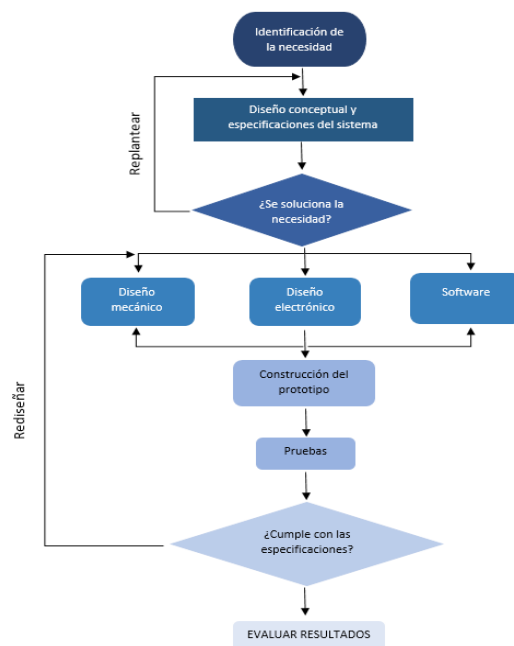 Identificación de
la necesidad
Diseño conceptual y
especificaciones del sistema
Replantear
¿Se soluciona la
necesidad?
Diseño
mecánico
Diseño
electrónico
Software
Construcción del
prototipo
Rediseñar
Pruebas
¿Cumple con las
especificaciones?
EVALUAR RESULTADOS